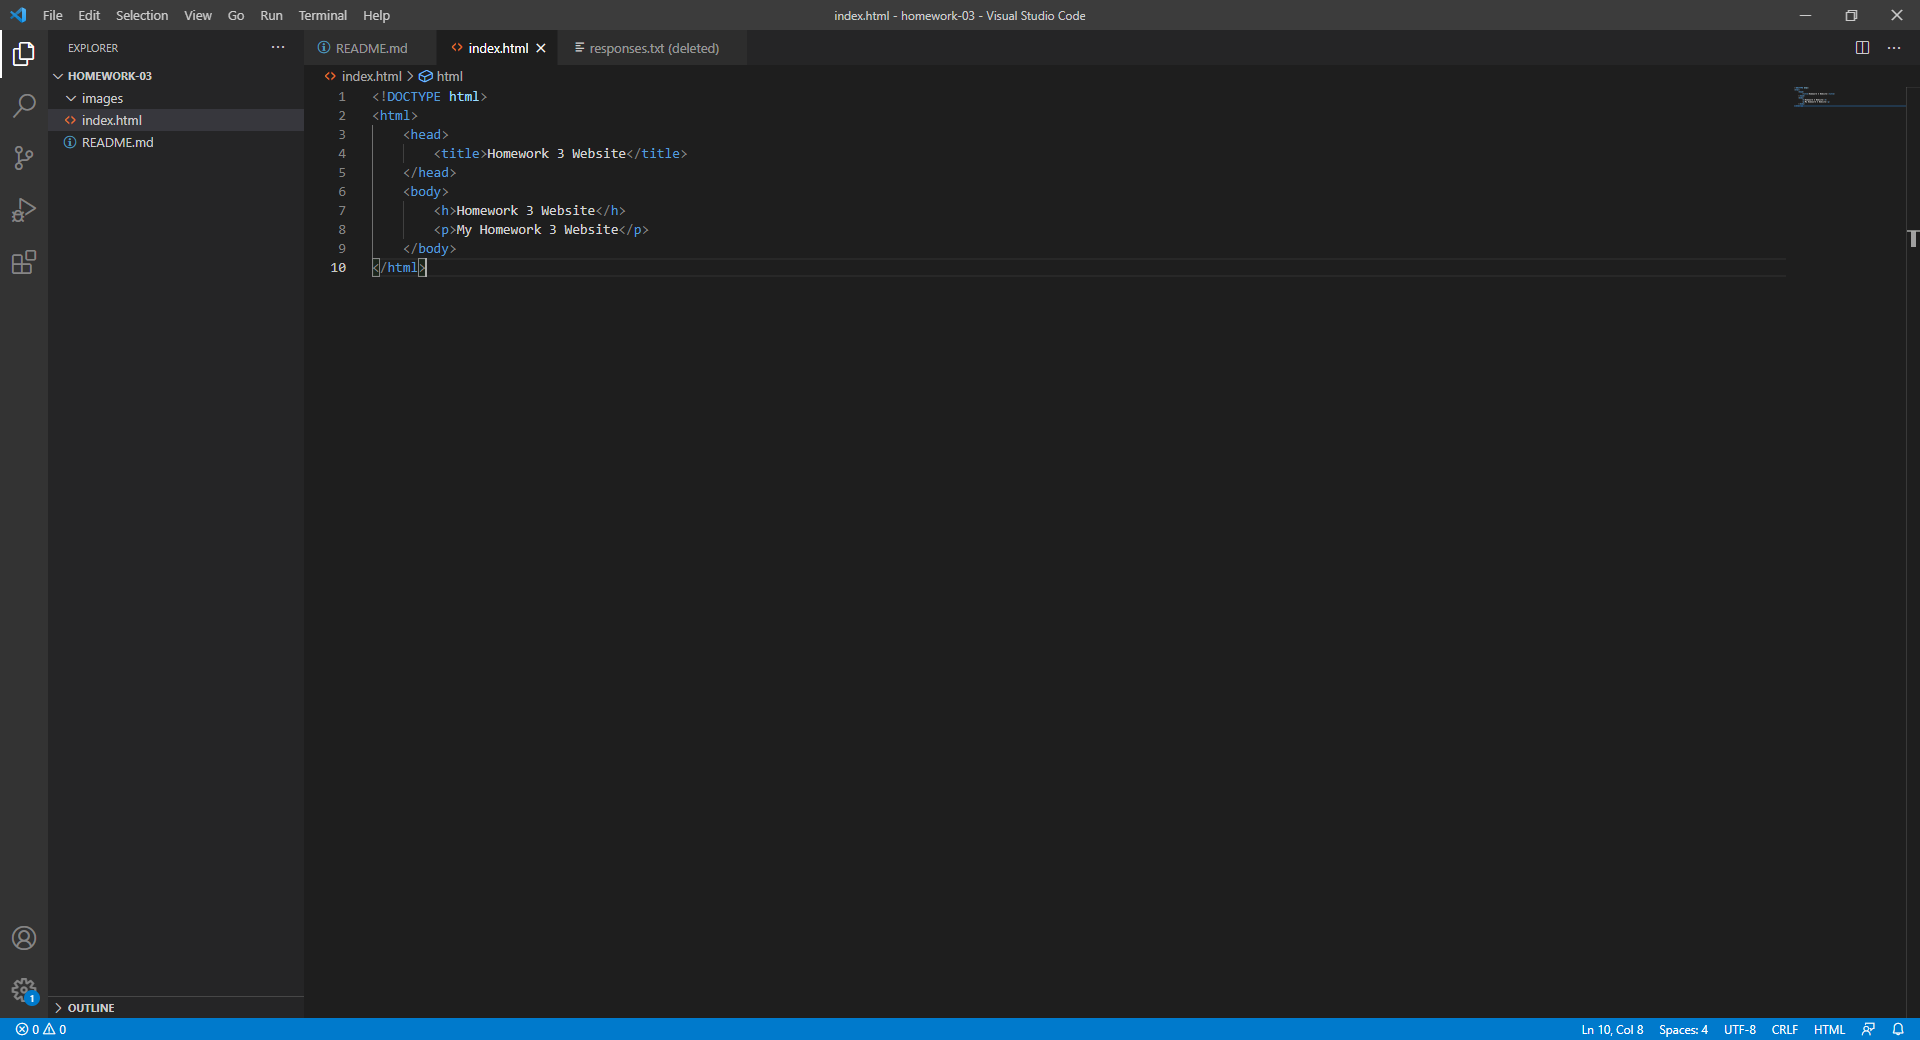 File Edit Selection View Go Run Terminal Help index.html - homework-03 - Visual Studio Code
EXPLORER
HOMEWORK-03
images
index.html
README.md
OUTLINE
README.md index.html responses.txt (deleted)
index.html > html
1 <!DOCTYPE html>
2 <html>
3 <head>
4 <title>Homework 3 Website</title>
5 </head>
6 <body>
7 <h>Homework 3 Website</h>
8 <p>My Homework 3 Website</p>
9 </body>
10 </html>
1
0 0 Ln 10, Col 8 Spaces: 4 UTF-8 CRLF HTML